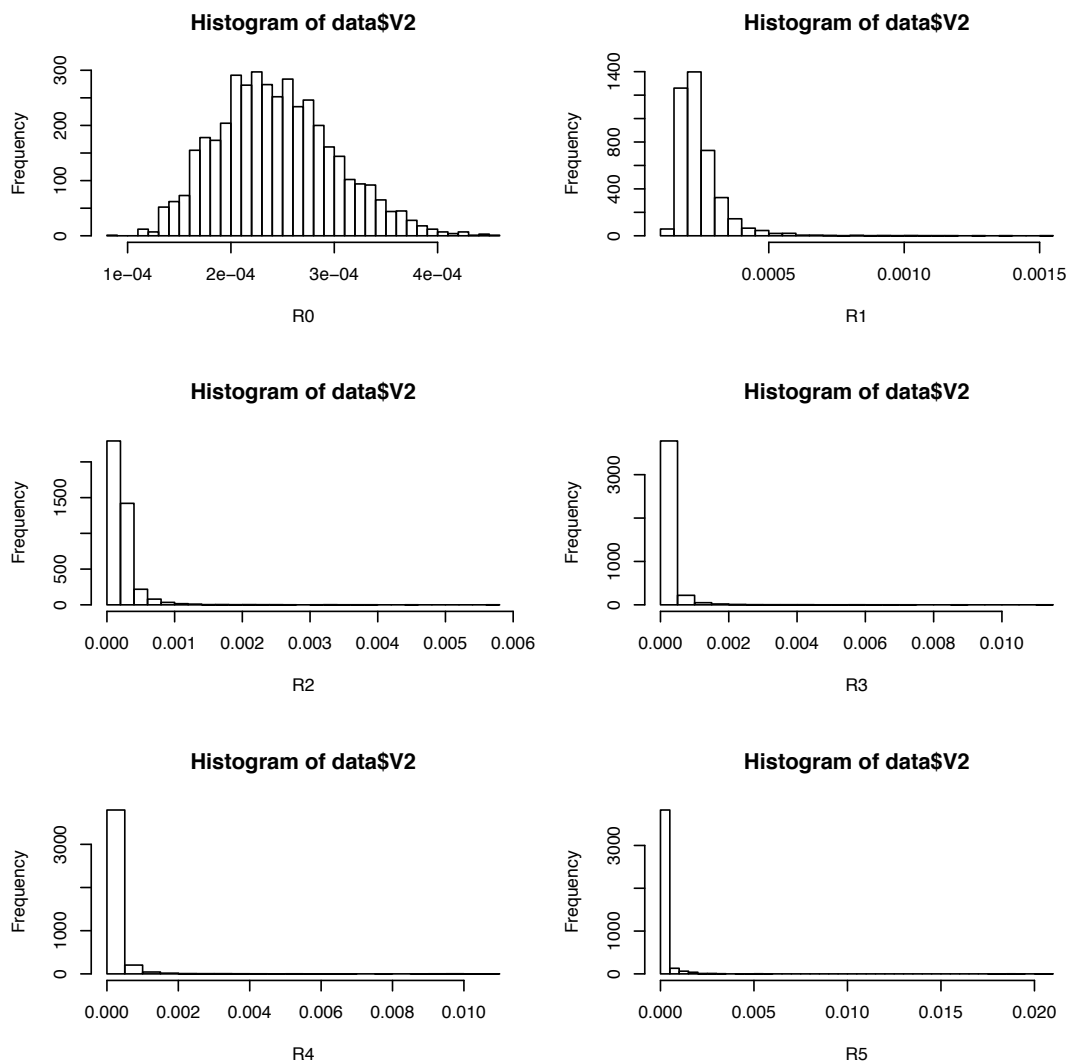 Histogram of data$V2
Frequency
300
200
100
0
1e−04 2e−04 3e−04 4e−04
R0
Histogram of data$V2
Frequency
1400
800
400
0
0.0005 0.0010 0.0015
R1
Histogram of data$V2
Frequency
1500
500
0
0.000 0.001 0.002 0.003 0.004 0.005 0.006
R2
Histogram of data$V2
Frequency
3000
1000
0
0.000 0.002 0.004 0.006 0.008 0.010
R3
Histogram of data$V2
Frequency
3000
1000
0
0.000 0.002 0.004 0.006 0.008 0.010
R4
Histogram of data$V2
Frequency
3000
1000
0
0.000 0.005 0.010 0.015 0.020
R5